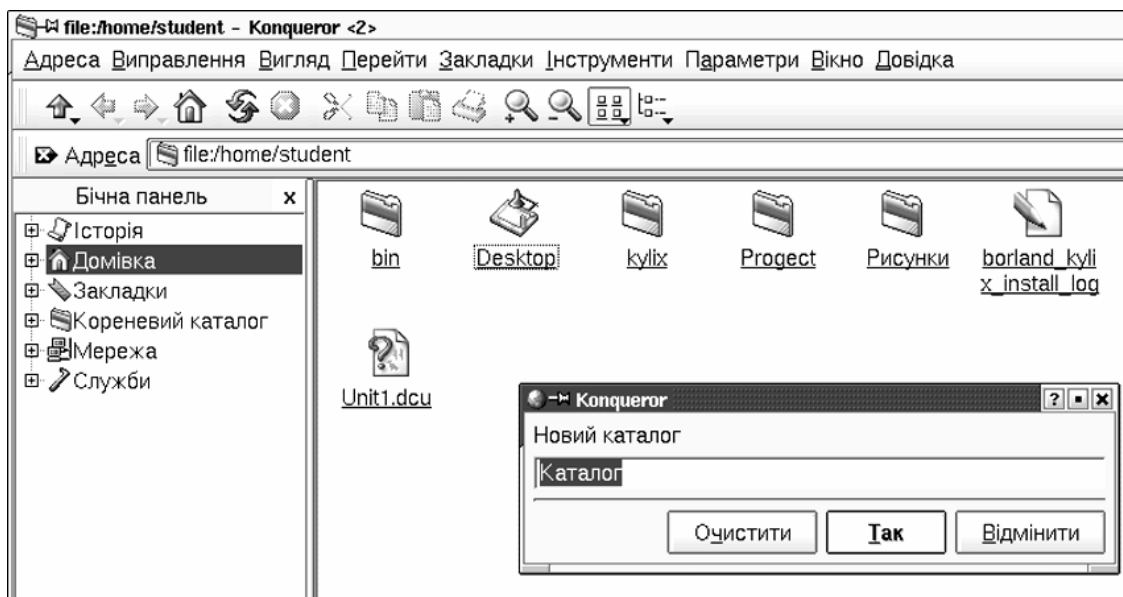 file:/home/student - Konqueror <2>
Адреса Виправлення Вигляд Перейти Закладки Інструменти Параметри Вікно Довідка
Адреса file:/home/student
Бічна панель x
Історія
Домівка
Закладки
Кореневий каталог
Мережа
Служби
bin Desktop kylix Progect Рисунки borland_kyli
x_install_log
Unit1.dcu
Konqueror
Новий каталог
Каталог
Очистити Так Відмінити